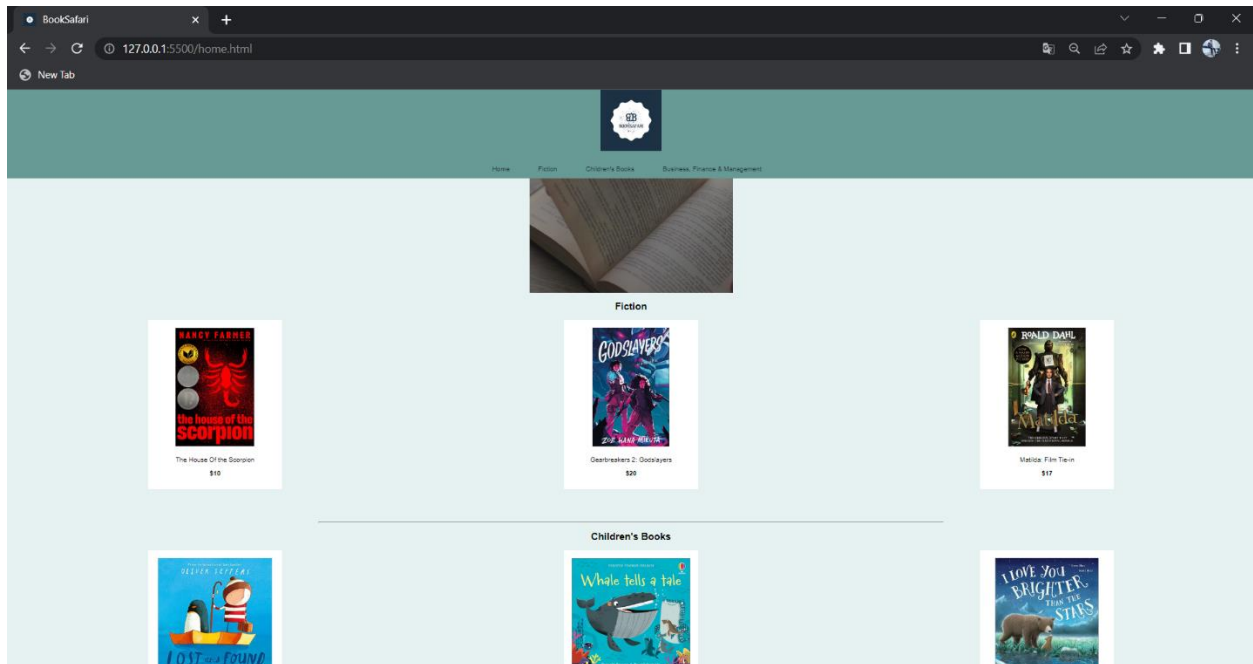 BookSafari
127.0.0.1:5500/home.html
New Tab
Home Fiction Children's Books Business, Finance & Management
Fiction
NANCY FARMER
the house of the
scorpion
GODSLAYERS
ZOE HANA MIKUTA
ROALD DAHL
Matilda
The House Of the Scorpion
$10
Gearbreakers 2: Godslayers
$20
Matilda: Film Tie-in
$17
Children's Books
OLIVER JEFFERS
LOST and FOUND
Whale tells a tale
I LOVE YOU
BRIGHTER
THAN THE
STARS